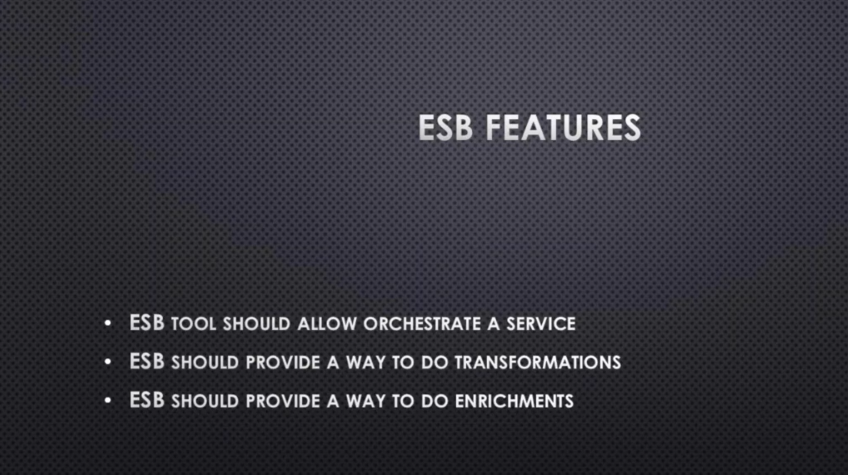 ESB FEATURES
• ESB TOOL SHOULD ALLOW ORCHESTRATE A SERVICE
• ESB SHOULD PROVIDE A WAY TO DO TRANSFORMATIONS
• ESB SHOULD PROVIDE A WAY TO DO ENRICHMENTS